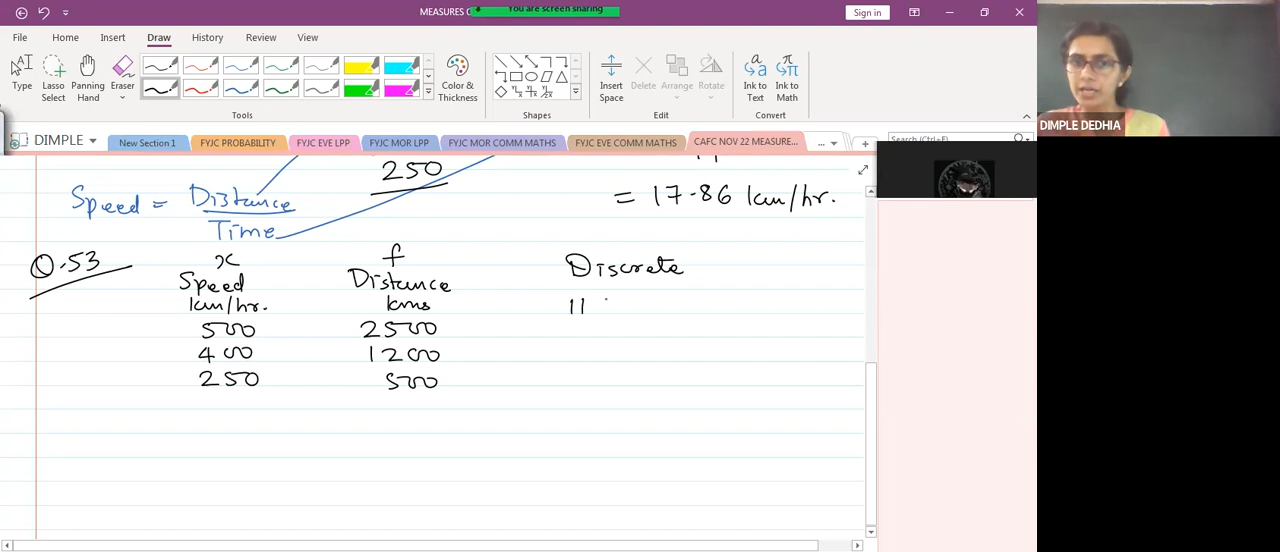 MEASURES C
You are screen sharing
Sign in
File Home Insert Draw History Review View
Type
Lasso Select
Panning Hand
Eraser
Color & Thickness
Insert Space
Delete
Arrange
Rotate
Ink to Text
Ink to Math
Tools
Shapes
Edit
Convert
DIMPLE DEDHIA
DIMPLE
New Section 1
FYJC PROBABILITY
FYJC EVE LPP
FYJC MOR LPP
FYJC MOR COMM MATHS
FYJC EVE COMM MATHS
CAFC NOV 22 MEASURE...
Search (Ctrl+E)
250
Speed = Distance
Time
= 17.86 km/hr.
Q.53
x f
Speed Distance Discrete
km/hr. kms 11
500 2500
400 1200
250 500